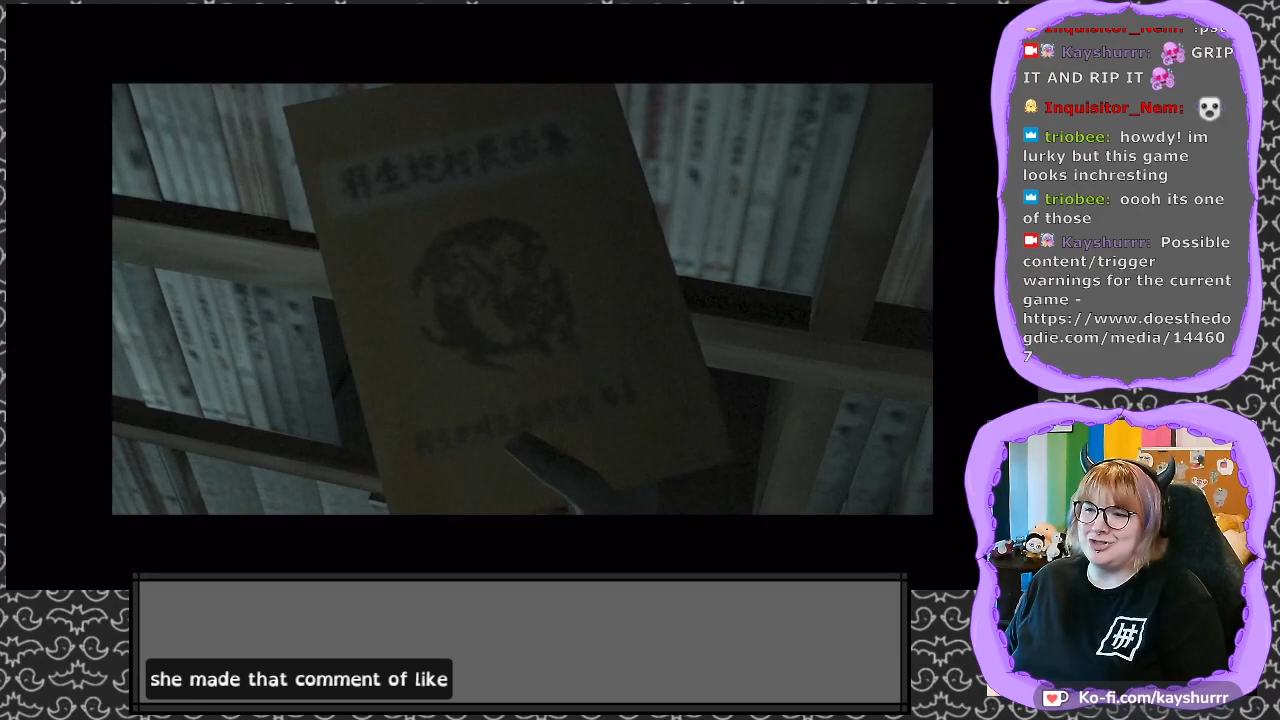 Inquisitor_Nem: !pst
Kayshurrr: GRIP
IT AND RIP IT
Inquisitor_Nem:
triobee: howdy! im
lurky but this game
looks inchresting
triobee: oooh its one
of those
Kayshurrr: Possible
content/trigger
warnings for the current
game -
https://www.doesthedo
gdie.com/media/14460
7
she made that comment of like
Ko-fi.com/kayshurrr